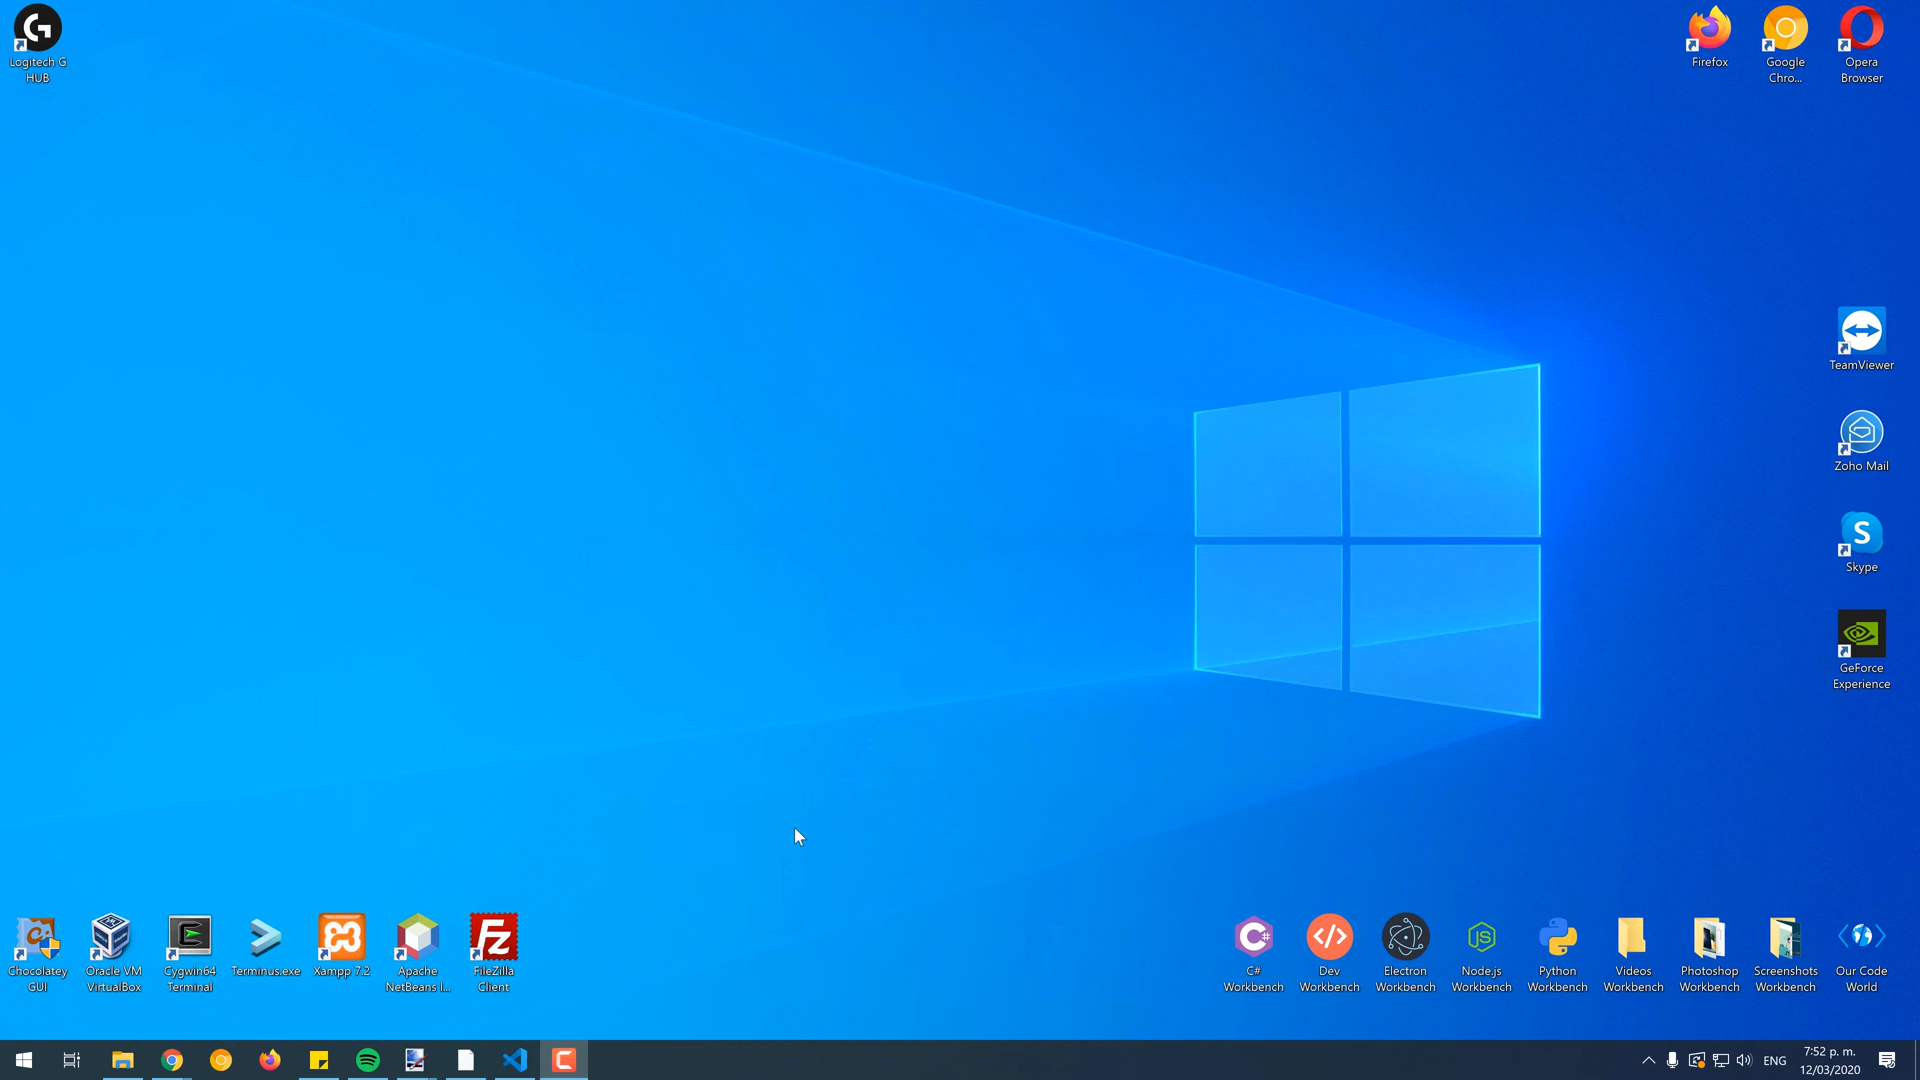 Logitech G
HUB
Firefox
Google
Chro...
Opera
Browser
TeamViewer
Zoho Mail
S
Skype
GeForce
Experience
Chocolatey
GUI
Oracle VM
VirtualBox
Cygwin64
Terminal
Terminus.exe
Xampp 7.2
Apache
NetBeans I...
Fz
FileZilla
Client
C#
C#
Workbench
Dev
Workbench
Electron
Workbench
JS
Node.js
Workbench
Python
Workbench
Videos
Workbench
Photoshop
Workbench
Screenshots
Workbench
Our Code
World
ENG
7:52 p. m.
12/03/2020